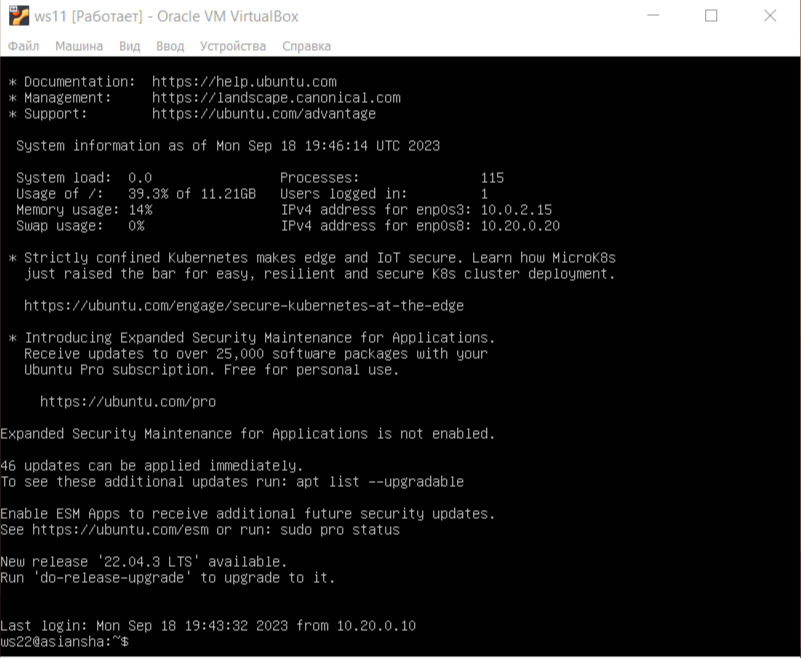 ws11 [Работает] - Oracle VM VirtualBox
Файл Машина Вид Ввод Устройства Справка
* Documentation:  https://help.ubuntu.com
* Management:     https://landscape.canonical.com
* Support:        https://ubuntu.com/advantage
System information as of Mon Sep 18 19:46:14 UTC 2023
System load:  0.0                Processes:               115
Usage of /:   39.3% of 11.21GB   Users logged in:         1
Memory usage: 14%                IPv4 address for enp0s3: 10.0.2.15
Swap usage:   0%                 IPv4 address for enp0s8: 10.20.0.20
* Strictly confined Kubernetes makes edge and IoT secure. Learn how MicroK8s
just raised the bar for easy, resilient and secure K8s cluster deployment.
https://ubuntu.com/engage/secure-kubernetes-at-the-edge
* Introducing Expanded Security Maintenance for Applications.
Receive updates to over 25,000 software packages with your
Ubuntu Pro subscription. Free for personal use.
https://ubuntu.com/pro
Expanded Security Maintenance for Applications is not enabled.
46 updates can be applied immediately.
To see these additional updates run: apt list --upgradable
Enable ESM Apps to receive additional future security updates.
See https://ubuntu.com/esm or run: sudo pro status
New release '22.04.3 LTS' available.
Run 'do-release-upgrade' to upgrade to it.
Last login: Mon Sep 18 19:43:32 2023 from 10.20.0.10
ws22@asiansha:~$